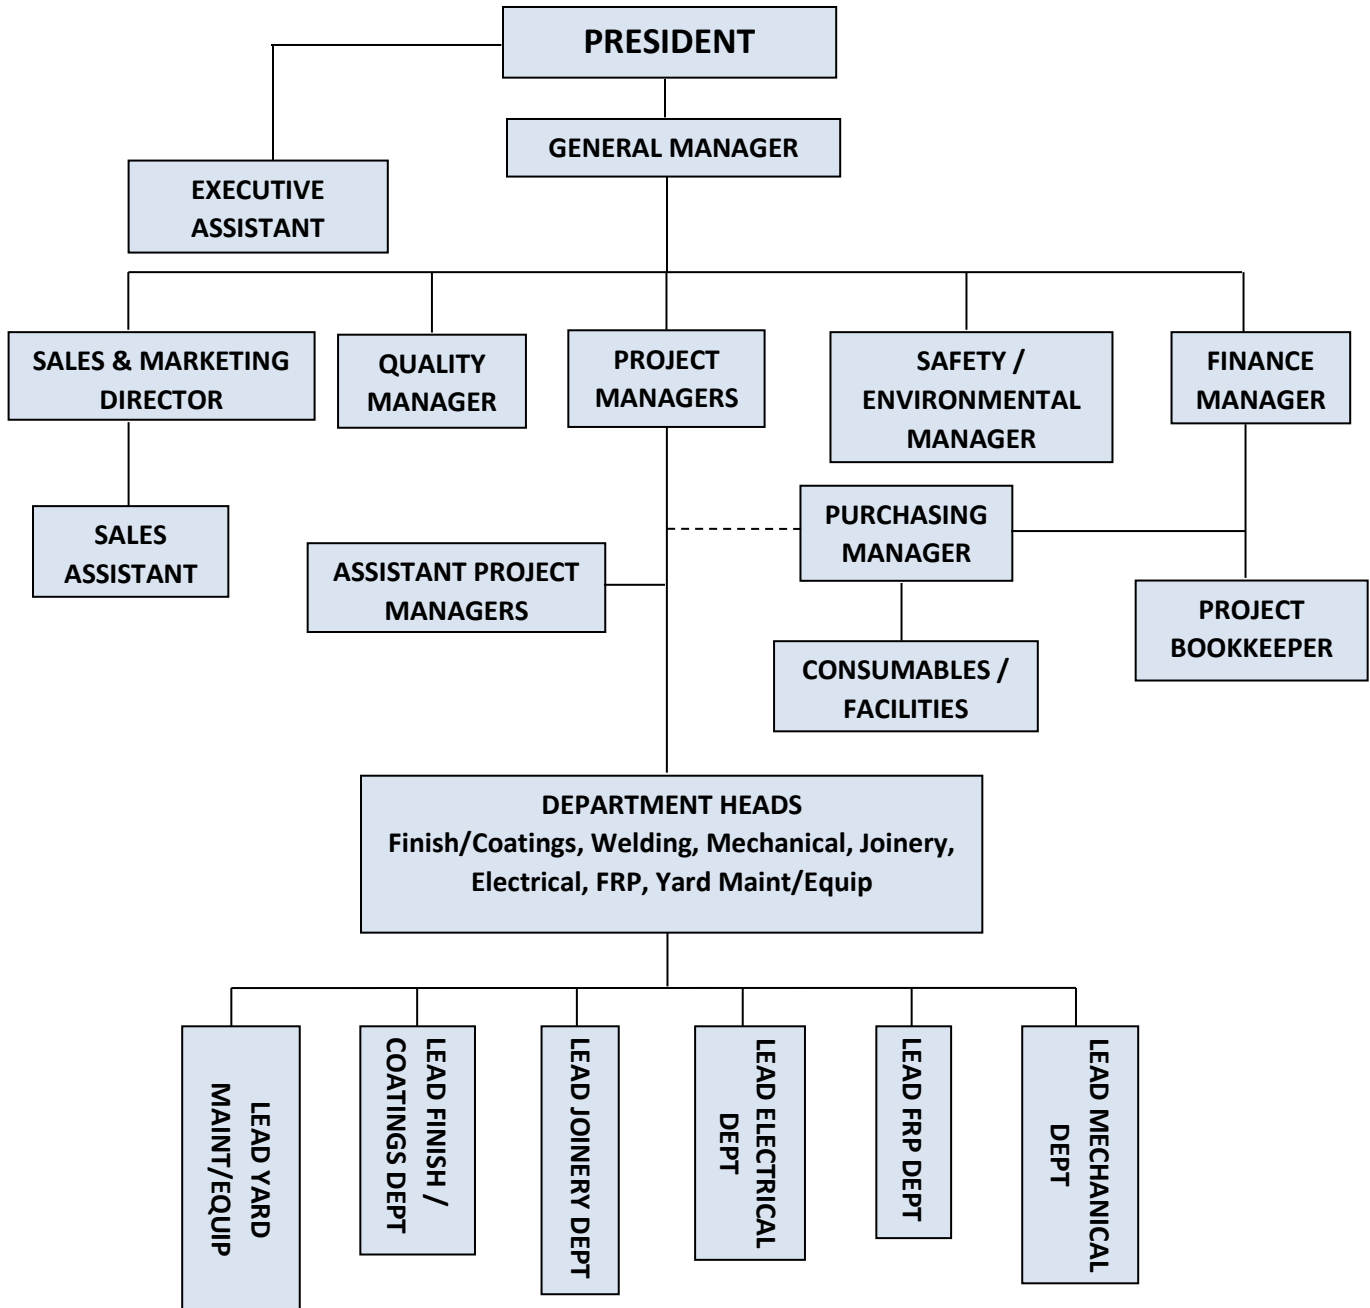 PRESIDENT
GENERAL MANAGER
EXECUTIVE
ASSISTANT
SALES & MARKETING
DIRECTOR
QUALITY
MANAGER
PROJECT
MANAGERS
SAFETY /
ENVIRONMENTAL
MANAGER
FINANCE
MANAGER
SALES
ASSISTANT
ASSISTANT PROJECT
MANAGERS
PURCHASING
MANAGER
CONSUMABLES /
FACILITIES
PROJECT
BOOKKEEPER
DEPARTMENT HEADS
Finish/Coatings, Welding, Mechanical, Joinery,
Electrical, FRP, Yard Maint/Equip
LEAD YARD
MAINT/EQUIP
LEAD FINISH /
COATINGS DEPT
LEAD JOINERY DEPT
LEAD ELECTRICAL
DEPT
LEAD FRP DEPT
LEAD MECHANICAL
DEPT